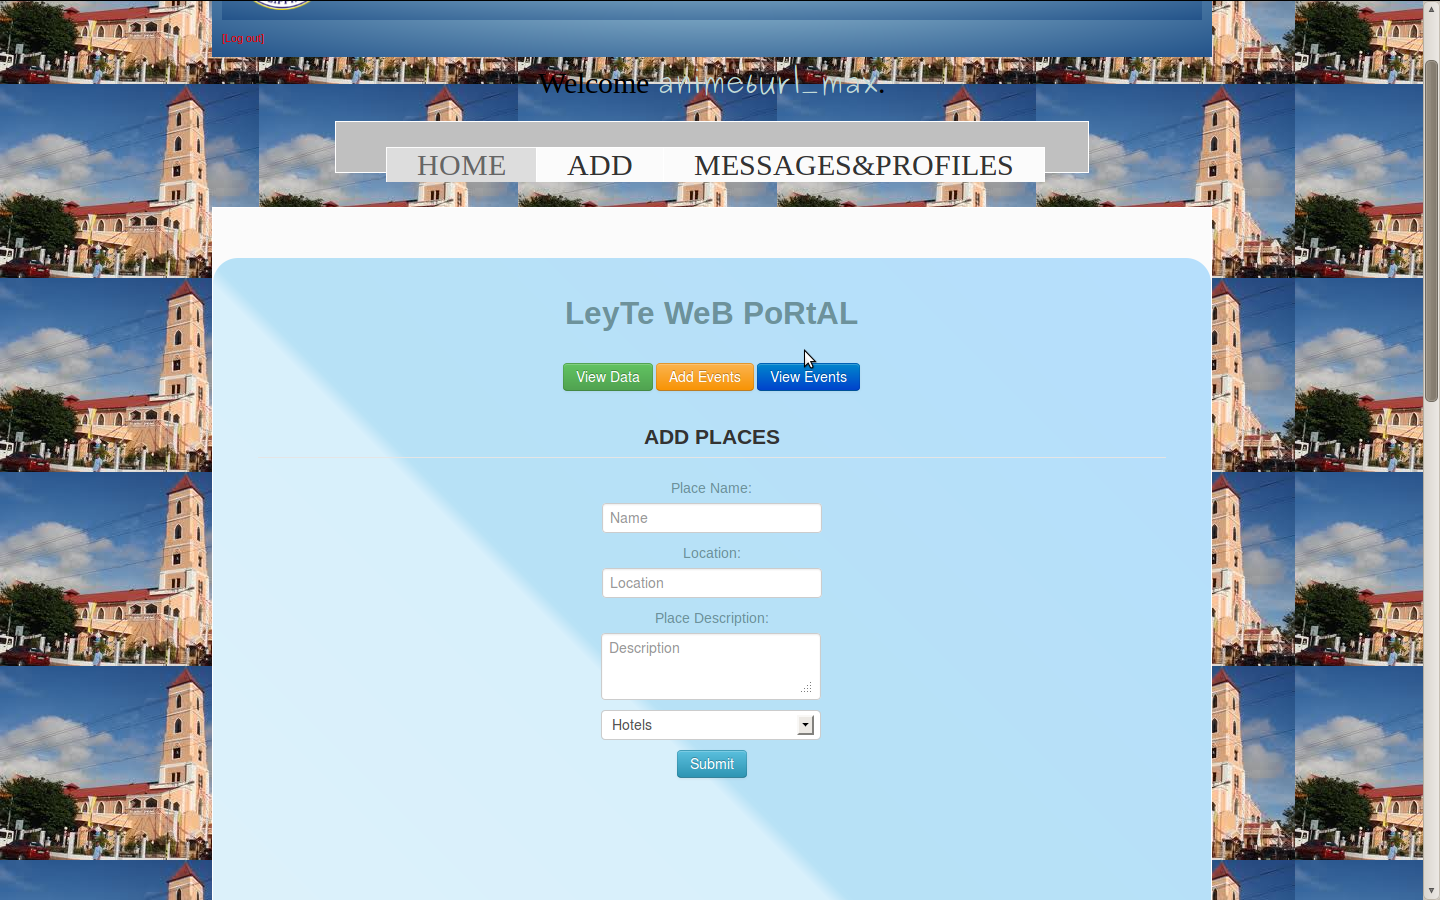 [Log out]
Welcome animegurl_max.
HOME ADD MESSAGES&PROFILES
LeyTe WeB PoRtAL
View Data Add Events View Events
ADD PLACES
Place Name:
Name
Location:
Location
Place Description:
Description
Hotels
Submit